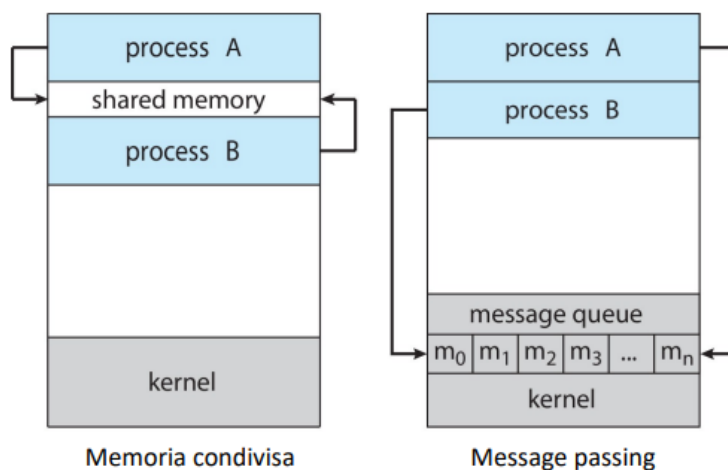 process A
shared memory
process B
kernel
Memoria condivisa
process A
process B
message queue
m₀ m₁ m₂ m₃ ... mₙ
kernel
Message passing